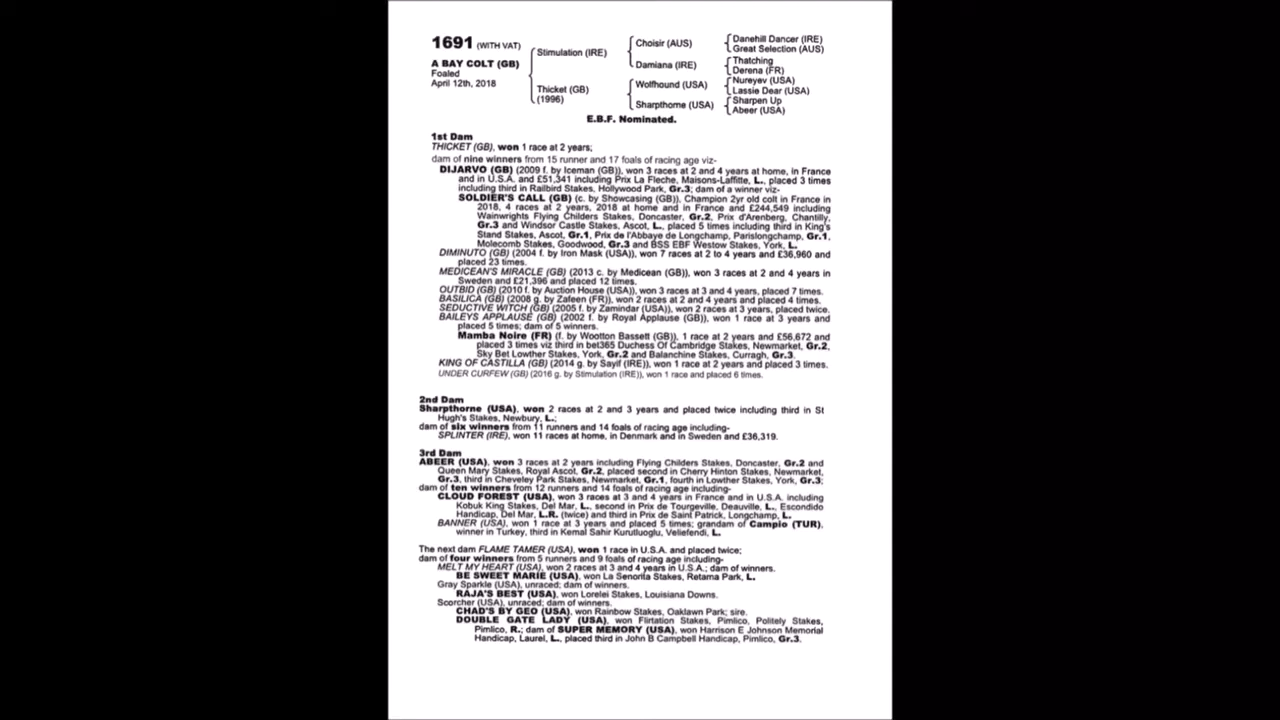 1691 (WITH VAT)
A BAY COLT (GB)
Foaled
April 12th, 2018
Stimulation (IRE)
Thicket (GB)
(1996)
Choisir (AUS)
Damiana (IRE)
Wolfhound (USA)
Sharpthorne (USA)
Danehill Dancer (IRE)
Great Selection (AUS)
Thatching
Derena (FR)
Nureyev (USA)
Lassie Dear (USA)
Sharpen Up
Abeer (USA)
E.B.F. Nominated.
1st Dam
THICKET (GB), won 1 race at 2 years;
dam of nine winners from 15 runner and 17 foals of racing age viz-
DIJARVO (GB) (2009 f. by Iceman (GB)), won 3 races at 2 and 4 years at home, in France
and in U.S.A. and £51,341 including Prix La Fleche, Maisons-Laffitte, L., placed 3 times
including third in Railbird Stakes, Hollywood Park, Gr.3; dam of a winner viz-
SOLDIER'S CALL (GB) (c. by Showcasing (GB)), Champion 2yr old colt in France in
2018, 4 races at 2 years, 2018 at home and in France and £244,549 including
Wainwrights Flying Childers Stakes, Doncaster, Gr.2, Prix d'Arenberg, Chantilly,
Gr.3 and Windsor Castle Stakes, Ascot, L., placed 5 times including third in King's
Stand Stakes, Ascot, Gr.1, Prix de l'Abbaye de Longchamp, Parislongchamp, Gr.1,
Molecomb Stakes, Goodwood, Gr.3 and BSS EBF Westow Stakes, York, L.
DIMINUTO (GB) (2004 f. by Iron Mask (USA)), won 7 races at 2 to 4 years and £36,960 and
placed 23 times.
MEDICEAN'S MIRACLE (GB) (2013 c. by Medicean (GB)), won 3 races at 2 and 4 years in
Sweden and £21,396 and placed 12 times.
OUTBID (GB) (2010 f. by Auction House (USA)), won 3 races at 3 and 4 years, placed 7 times.
BASILICA (GB) (2008 g. by Zafeen (FR)), won 2 races at 2 and 4 years and placed 4 times.
SEDUCTIVE WITCH (GB) (2005 f. by Zamindar (USA)), won 2 races at 3 years, placed twice.
BAILEYS APPLAUSE (GB) (2002 f. by Royal Applause (GB)), won 1 race at 3 years and
placed 5 times; dam of 5 winners.
Mamba Noire (FR) (f. by Wootton Bassett (GB)), 1 race at 2 years and £56,672 and
placed 3 times viz third in bet365 Duchess Of Cambridge Stakes, Newmarket, Gr.2,
Sky Bet Lowther Stakes, York, Gr.2 and Balanchine Stakes, Curragh, Gr.3.
KING OF CASTILLA (GB) (2014 g. by Sayif (IRE)), won 1 race at 2 years and placed 3 times.
UNDER CURFEW (GB) (2016 g. by Stimulation (IRE)), won 1 race and placed 6 times.
2nd Dam
Sharpthorne (USA), won 2 races at 2 and 3 years and placed twice including third in St
Hugh's Stakes, Newbury, L.;
dam of six winners from 11 runners and 14 foals of racing age including-
SPLINTER (IRE), won 11 races at home, in Denmark and in Sweden and £36,319.
3rd Dam
ABEER (USA), won 3 races at 2 years including Flying Childers Stakes, Doncaster, Gr.2 and
Queen Mary Stakes, Royal Ascot, Gr.2, placed second in Cherry Hinton Stakes, Newmarket,
Gr.3, third in Cheveley Park Stakes, Newmarket, Gr.1, fourth in Lowther Stakes, York, Gr.3;
dam of ten winners from 12 runners and 14 foals of racing age including-
CLOUD FOREST (USA), won 3 races at 3 and 4 years in France and in U.S.A. including
Kobuk King Stakes, Del Mar, L., second in Prix de Tourgeville, Deauville, L., Escondido
Handicap, Del Mar, L.R. (twice) and third in Prix de Saint Patrick, Longchamp, L.
BANNER (USA), won 1 race at 3 years and placed 5 times; grandam of Campio (TUR),
winner in Turkey, third in Kemal Sahir Kurutluoglu, Veliefendi, L.
The next dam FLAME TAMER (USA), won 1 race in U.S.A. and placed twice;
dam of four winners from 5 runners and 9 foals of racing age including-
MELT MY HEART (USA), won 2 races at 3 and 4 years in U.S.A.; dam of winners.
BE SWEET MARIE (USA), won La Senorita Stakes, Retama Park, L.
Gray Sparkle (USA), unraced; dam of winners.
RAJA'S BEST (USA), won Lorelei Stakes, Louisiana Downs.
Scorcher (USA), unraced; dam of winners.
CHAD'S BY GEO (USA), won Rainbow Stakes, Oaklawn Park; sire.
DOUBLE GATE LADY (USA), won Flirtation Stakes, Pimlico, Politely Stakes,
Pimlico, R.; dam of SUPER MEMORY (USA), won Harrison E Johnson Memorial
Handicap, Laurel, L., placed third in John B Campbell Handicap, Pimlico, Gr.3.